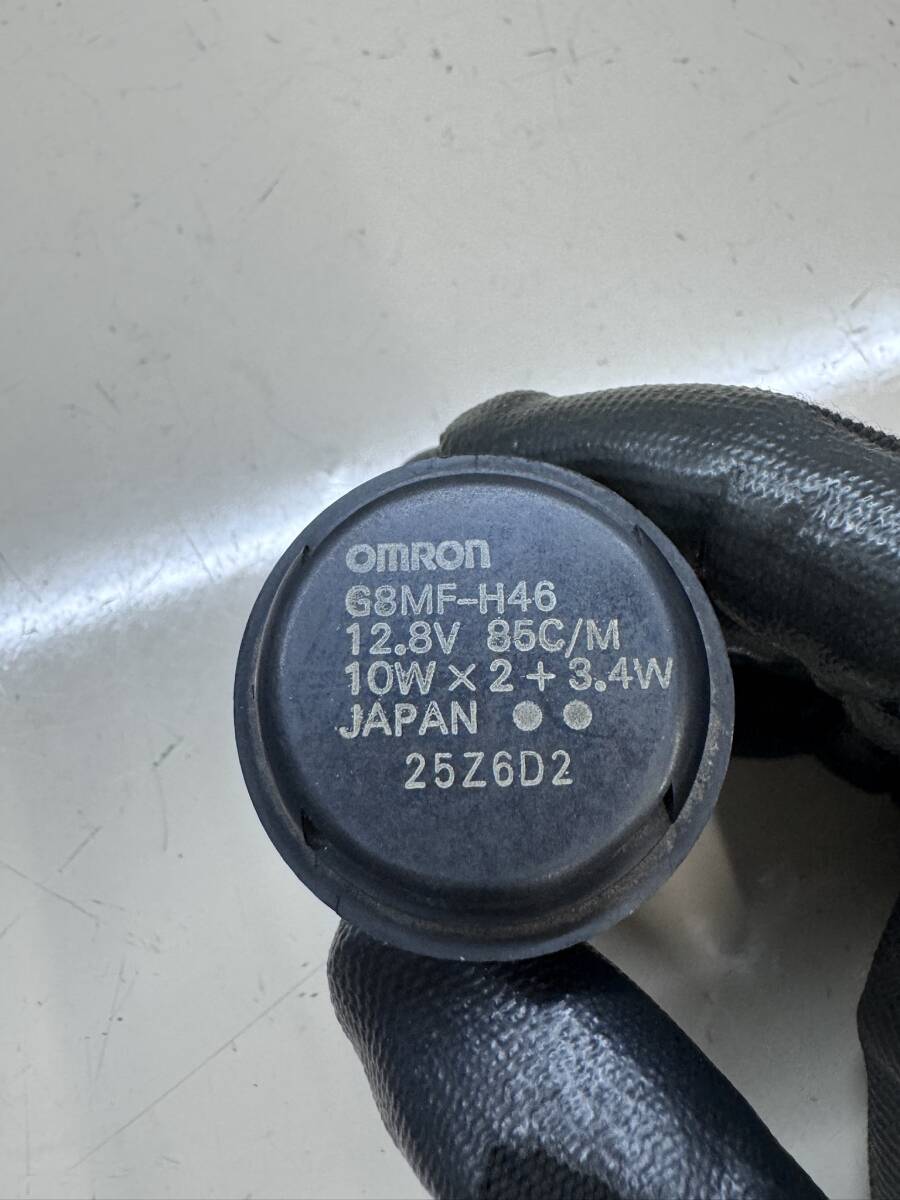 omron
G8MF-H46
12.8V 85C/M
10W × 2 + 3.4W
JAPAN ●●
25Z6D2